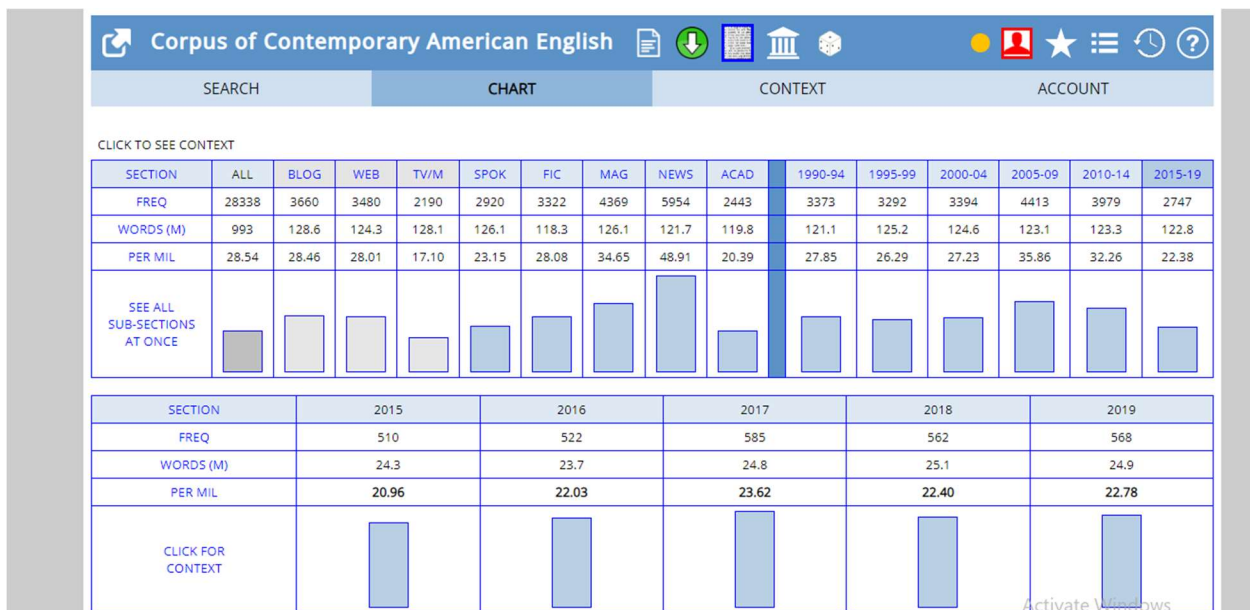 Corpus of Contemporary American English
SEARCH CHART CONTEXT ACCOUNT
CLICK TO SEE CONTEXT
SECTION ALL BLOG WEB TV/M SPOK FIC MAG NEWS ACAD 1990-94 1995-99 2000-04 2005-09 2010-14 2015-19
FREQ 28338 3660 3480 2190 2920 3322 4369 5954 2443 3373 3292 3394 4413 3979 2747
WORDS (M) 993 128.6 124.3 128.1 126.1 118.3 126.1 121.7 119.8 121.1 125.2 124.6 123.1 123.3 122.8
PER MIL 28.54 28.46 28.01 17.10 23.15 28.08 34.65 48.91 20.39 27.85 26.29 27.23 35.86 32.26 22.38
SEE ALL
SUB-SECTIONS
AT ONCE
SECTION 2015 2016 2017 2018 2019
FREQ 510 522 585 562 568
WORDS (M) 24.3 23.7 24.8 25.1 24.9
PER MIL 20.96 22.03 23.62 22.40 22.78
CLICK FOR
CONTEXT
Activate Windows